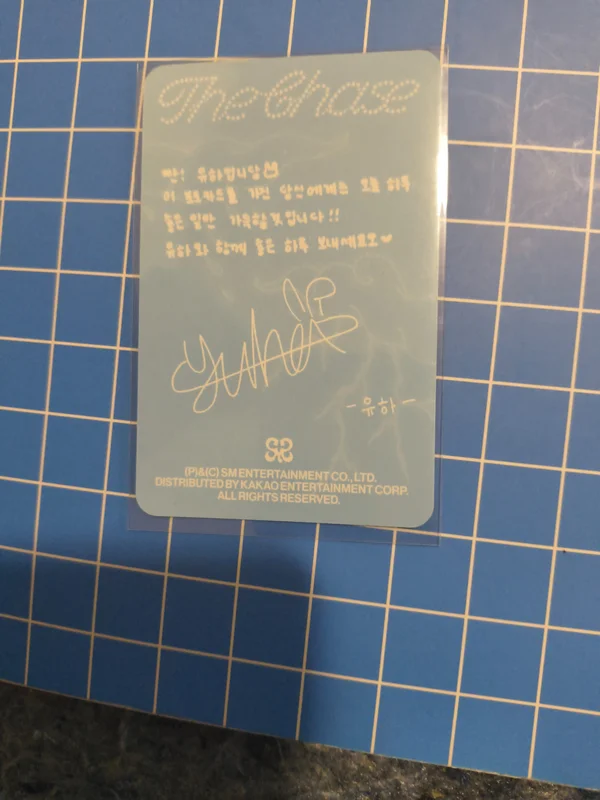 The Chase
짠! 유하입니당
이 포토카드를 가진 당신에게는 오늘 하루
좋은 일만 가득할 것 입니다!!
유하와 함께 좋은 하루 보내세요오♥
yuha
-유하-
(P)&(C) SM ENTERTAINMENT CO., LTD.
DISTRIBUTED BY KAKAO ENTERTAINMENT CORP.
ALL RIGHTS RESERVED.